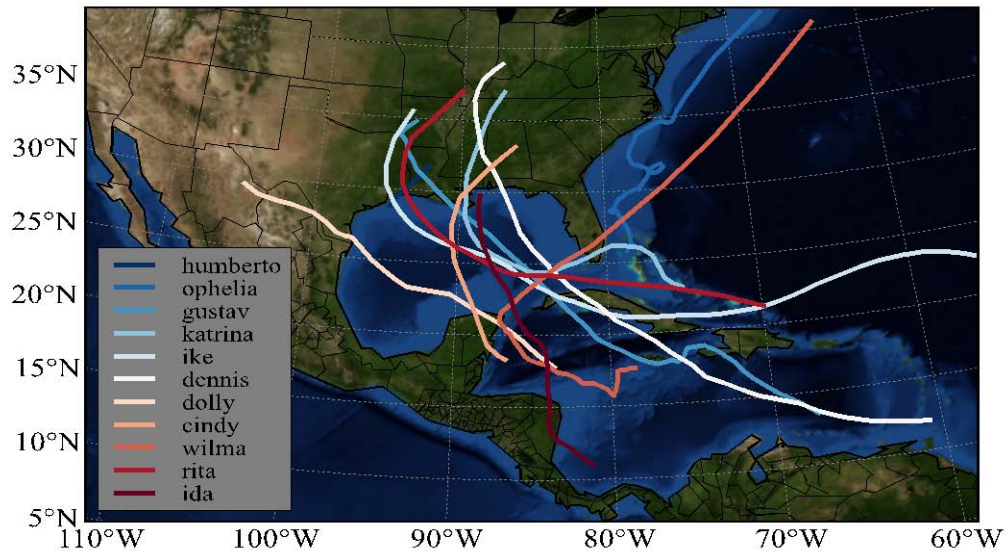 35°N
30°N
25°N
20°N
15°N
10°N
5°N
humberto
ophelia
gustav
katrina
ike
dennis
dolly
cindy
wilma
rita
ida
110°W 100°W 90°W 80°W 70°W 60°W